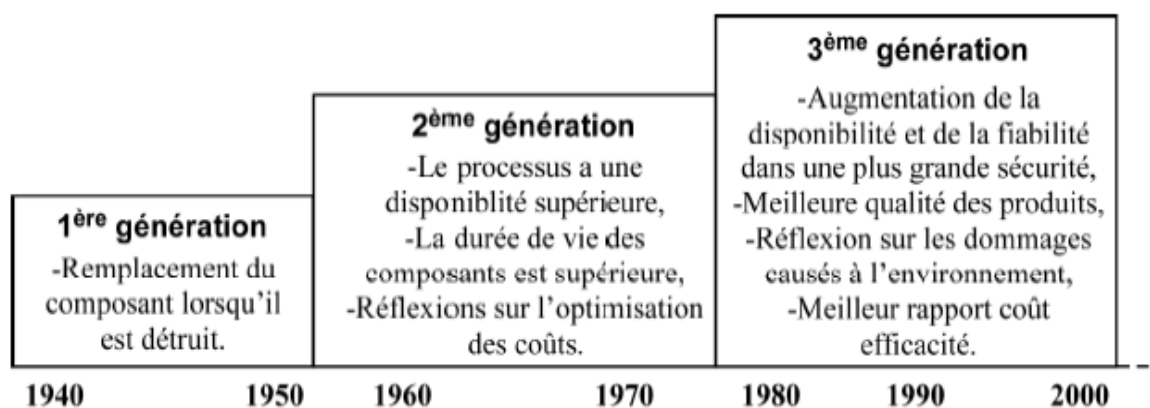 1ère génération
-Remplacement du
composant lorsqu'il
est détruit.
2ème génération
-Le processus a une
disponiblité supérieure,
-La durée de vie des
composants est supérieure,
-Réflexions sur l'optimisation
des coûts.
3ème génération
-Augmentation de la
disponibilité et de la fiabilité
dans une plus grande sécurité,
-Meilleure qualité des produits,
-Réflexion sur les dommages
causés à l'environnement,
-Meilleur rapport coût
efficacité.
1940 1950 1960 1970 1980 1990 2000